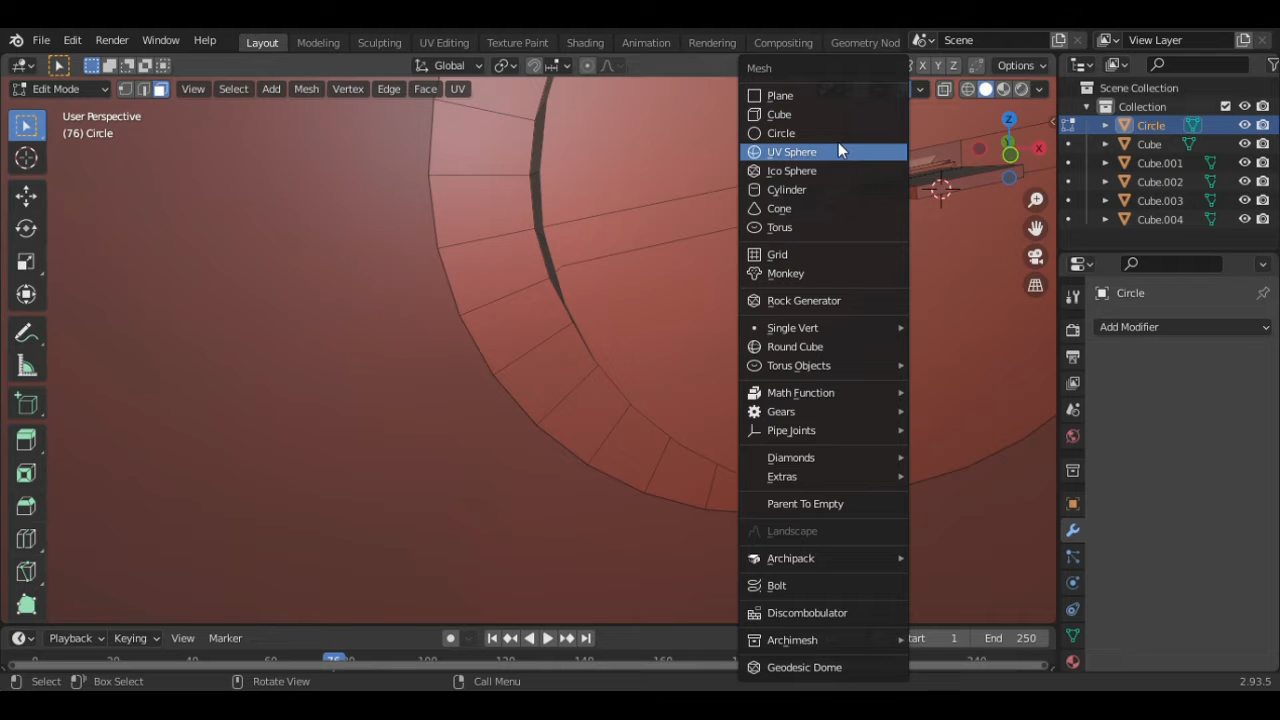 File Edit Render Window Help Layout Modeling Sculpting UV Editing Texture Paint Shading Animation Rendering Compositing Geometry Nod Scene View Layer
Global X Y Z Options
Mesh
Edit Mode View Select Add Mesh Vertex Edge Face UV
User Perspective
(76) Circle
Plane
Cube
Circle
UV Sphere
Ico Sphere
Cylinder
Cone
Torus
Grid
Monkey
Rock Generator
Single Vert
Round Cube
Torus Objects
Math Function
Gears
Pipe Joints
Diamonds
Extras
Parent To Empty
Landscape
Archipack
Bolt
Discombobulator
Archimesh
Geodesic Dome
Z
X
Scene Collection
Collection
Circle
Cube
Cube.001
Cube.002
Cube.003
Cube.004
Circle
Add Modifier
Playback Keying View Marker 1 End 250
76
Select Box Select Rotate View Call Menu 2.93.5